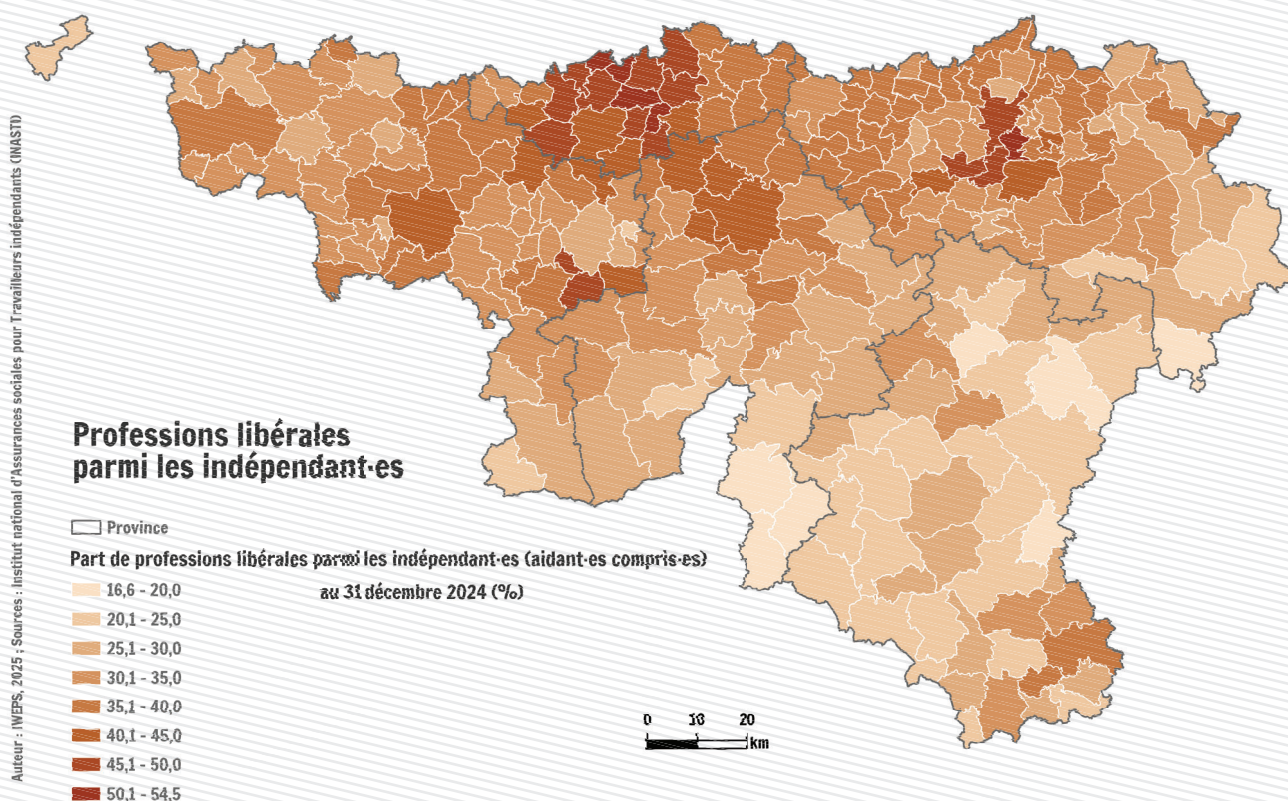 Professions libérales
parmi les indépendant·es
Province
Part de professions libérales parmi les indépendant·es (aidant·es compris·es)
au 31 décembre 2024 (%)
16,6 - 20,0
20,1 - 25,0
25,1 - 30,0
30,1 - 35,0
35,1 - 40,0
40,1 - 45,0
45,1 - 50,0
50,1 - 54,5
0 10 20
km
Auteur : IWEPS, 2025 ; Sources : Institut national d'Assurances sociales pour Travailleurs indépendants (INASTI)